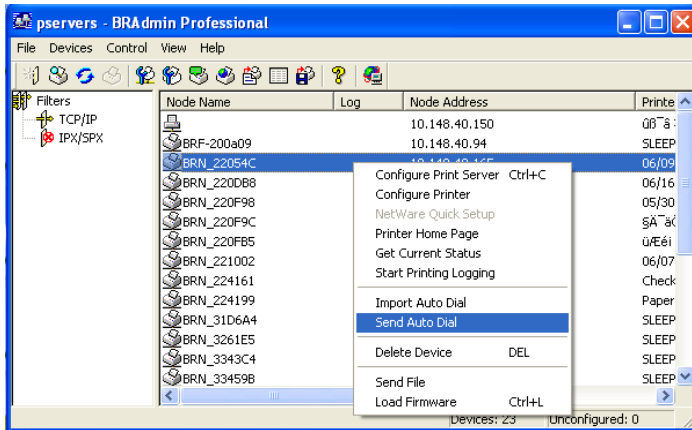 pservers - BRAdmin Professional
File Devices Control View Help
Filters
TCP/IP
IPX/SPX
Node Name Log Node Address Printe
10.148.40.150
BRF-200a09 10.148.40.94 SLEEP
BRN_22054C 06/09
BRN_220DB8 06/16
BRN_220F98 05/30
BRN_220F9C
BRN_220FB5 üÆéi
BRN_221002 06/07
BRN_224161 Check
BRN_224199 Paper
BRN_31D6A4 SLEEP
BRN_3261E5 SLEEP
BRN_3343C4 SLEEP
BRN_33459B SLEEP
Configure Print Server Ctrl+C
Configure Printer
NetWare Quick Setup
Printer Home Page
Get Current Status
Start Printing Logging
Import Auto Dial
Send Auto Dial
Delete Device DEL
Send File
Load Firmware Ctrl+L
Devices: 23 Unconfigured: 0